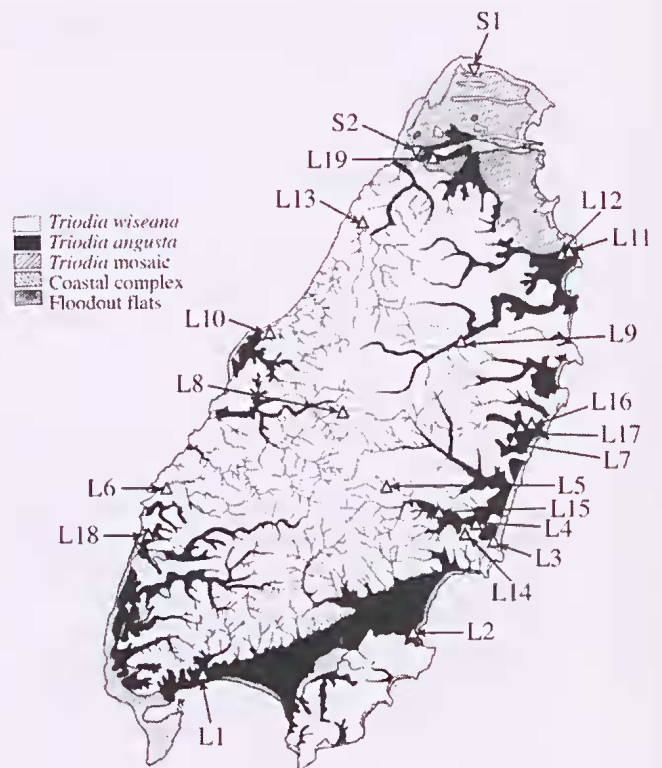 S1
S2
L19
L13
L12
L11
Triodia wiseana
Triodia angusta
Triodia mosaic
Coastal complex
Floodout flats
L10
L9
L8
L16
L17
L7
L6
L5
L15
L18
L4
L3
L14
L2
L1